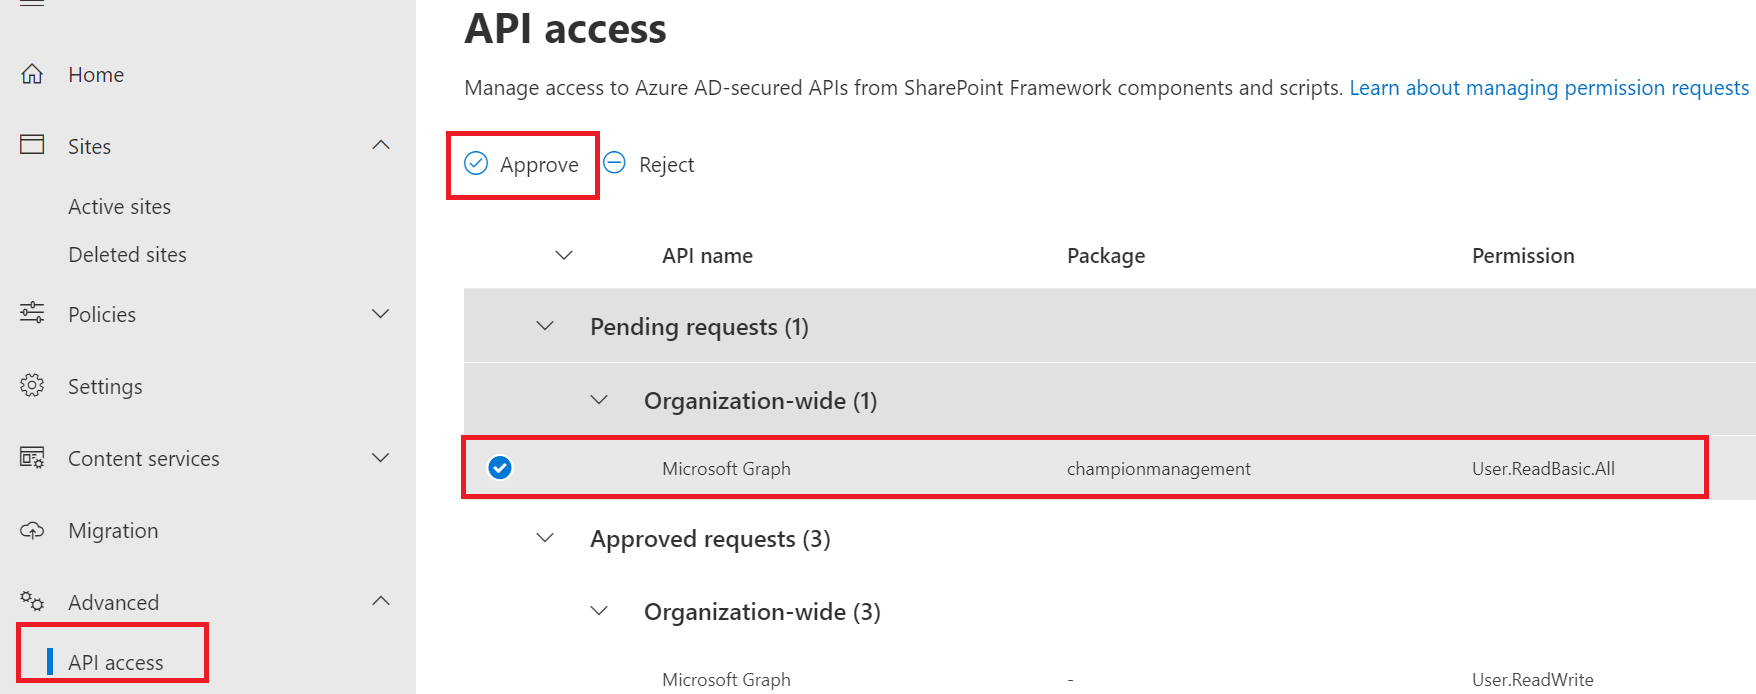 Home
Sites
Active sites
Deleted sites
Policies
Settings
Content services
Migration
Advanced
API access
API access
Manage access to Azure AD-secured APIs from SharePoint Framework components and scripts. Learn about managing permission requests
Approve Reject
API name Package Permission
Pending requests (1)
Organization-wide (1)
Microsoft Graph championmanagement User.ReadBasic.All
Approved requests (3)
Organization-wide (3)
Microsoft Graph - User.ReadWrite